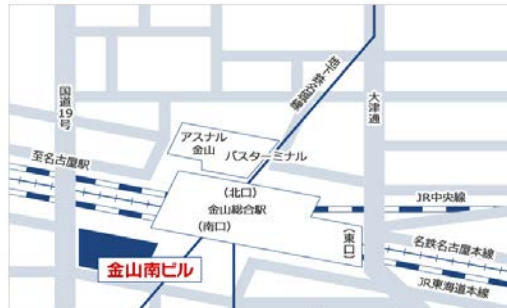 国道19号
地下鉄名城線
大津通
アスナル
金山
バスターミナル
至名古屋駅
（北口）
金山総合駅
（南口）
（東口）
JR中央線
名鉄名古屋本線
JR東海道本線
金山南ビル